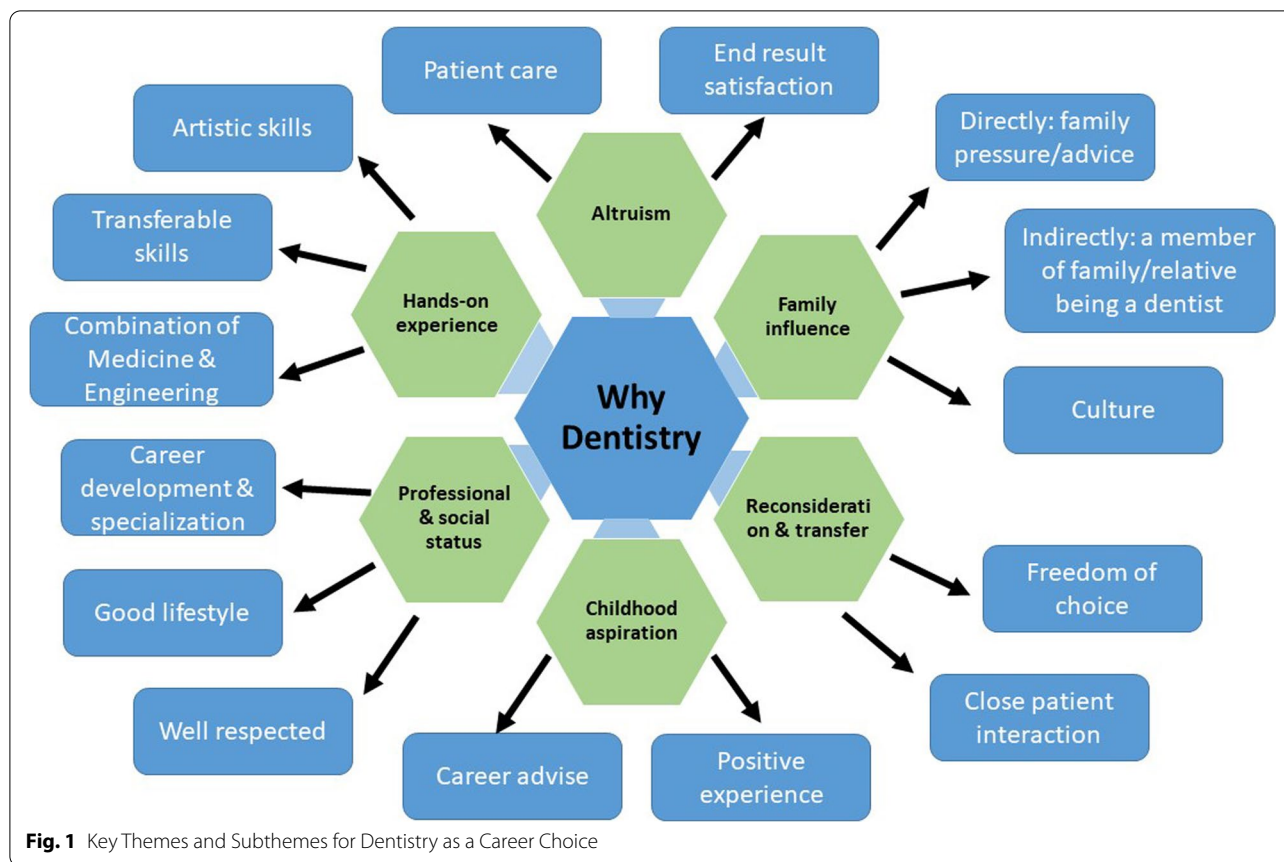 Patient care
End result
satisfaction
Artistic skills
Directly: family
pressure/advice
Altruism
Transferable
skills
Indirectly: a member
of family/relative
being a dentist
Hands-on
experience
Family
influence
Combination of
Medicine &
Engineering
Why
Dentistry
Culture
Career
development &
specialization
Professional
& social
status
Reconsiderati
on & transfer
Good lifestyle
Childhood
aspiration
Freedom of
choice
Well respected
Close patient
interaction
Career advise
Positive
experience
Fig. 1 Key Themes and Subthemes for Dentistry as a Career Choice